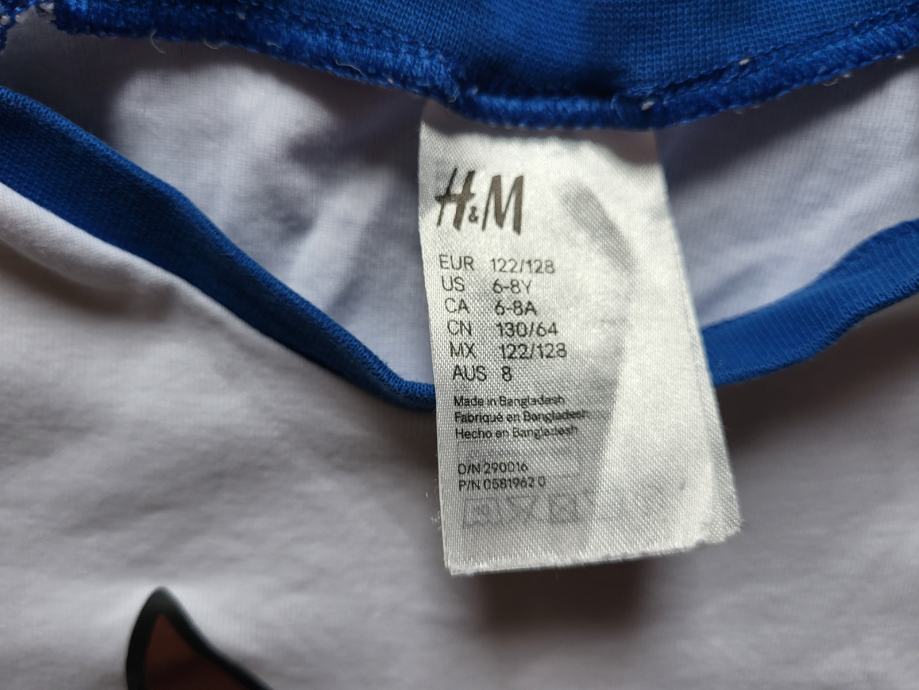 H&M
EUR 122/128
US 6-8Y
CA 6-8A
CN 130/64
MX 122/128
AUS 8
Made in Bangladesh
Fabriqué en Bangladesh
Hecho en Bangladesh
O/N 290016
P/N 0581962 0